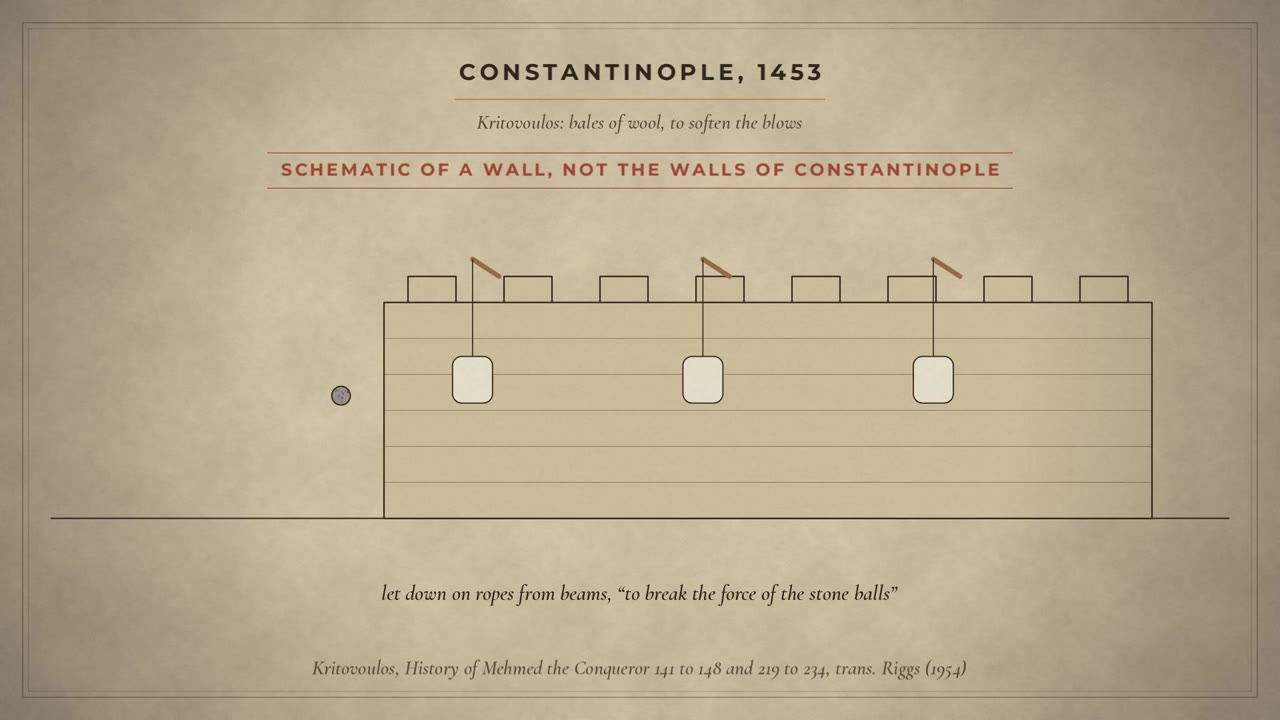 CONSTANTINOPLE, 1453
Kritovoulos: bales of wool, to soften the blows
SCHEMATIC OF A WALL, NOT THE WALLS OF CONSTANTINOPLE
let down on ropes from beams, “to break the force of the stone balls”
Kritovoulos, History of Mehmed the Conqueror 141 to 148 and 219 to 234, trans. Riggs (1954)